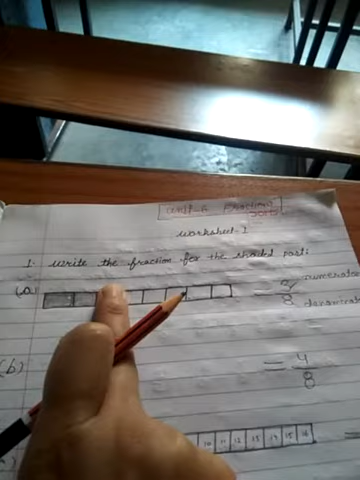 Unit-6 Fractions
Worksheet-1
1. Write the fraction for the shaded part:
(a) 3/8 numerator
denominator
(b) = 4/8
10 11 12 13 14 15 16
=